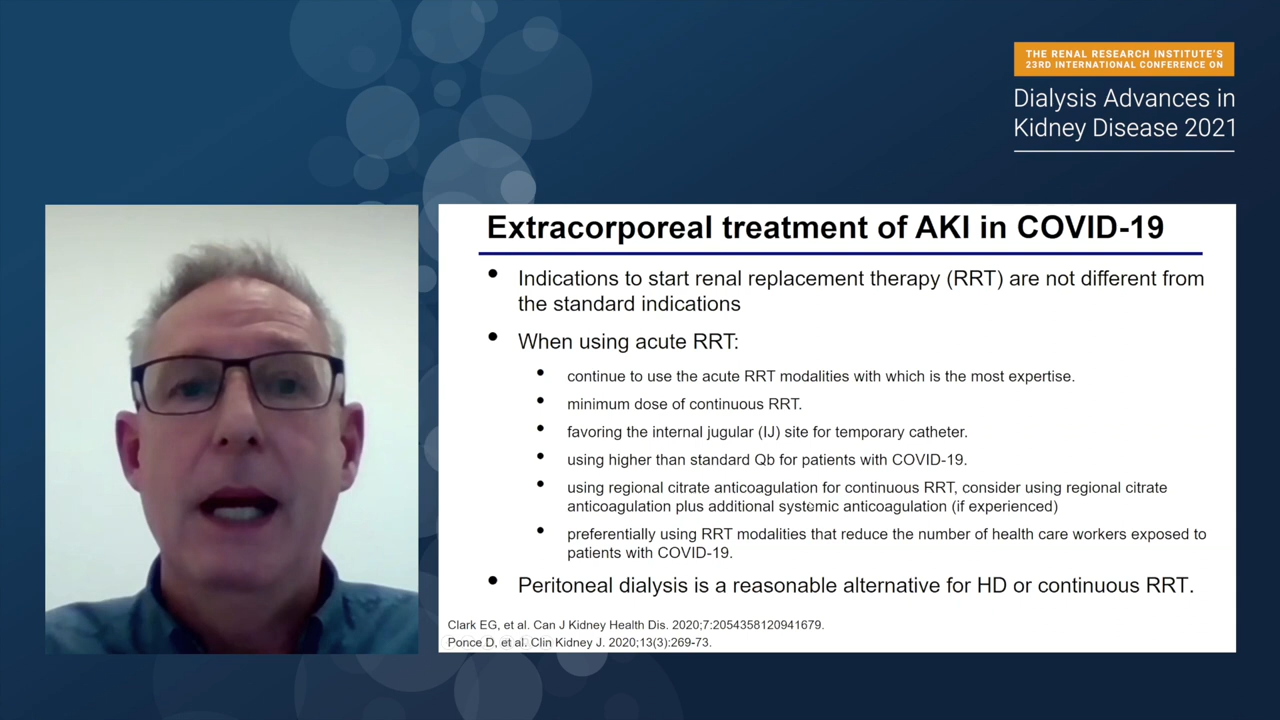 THE RENAL RESEARCH INSTITUTE'S
23RD INTERNATIONAL CONFERENCE ON
Dialysis Advances in
Kidney Disease 2021
Extracorporeal treatment of AKI in COVID-19
• Indications to start renal replacement therapy (RRT) are not different from
the standard indications
• When using acute RRT:
• continue to use the acute RRT modalities with which is the most expertise.
• minimum dose of continuous RRT.
• favoring the internal jugular (IJ) site for temporary catheter.
• using higher than standard Qb for patients with COVID-19.
• using regional citrate anticoagulation for continuous RRT, consider using regional citrate
anticoagulation plus additional systemic anticoagulation (if experienced)
• preferentially using RRT modalities that reduce the number of health care workers exposed to
patients with COVID-19.
• Peritoneal dialysis is a reasonable alternative for HD or continuous RRT.
Clark EG, et al. Can J Kidney Health Dis. 2020;7:2054358120941679.
Ponce D, et al. Clin Kidney J. 2020;13(3):269-73.